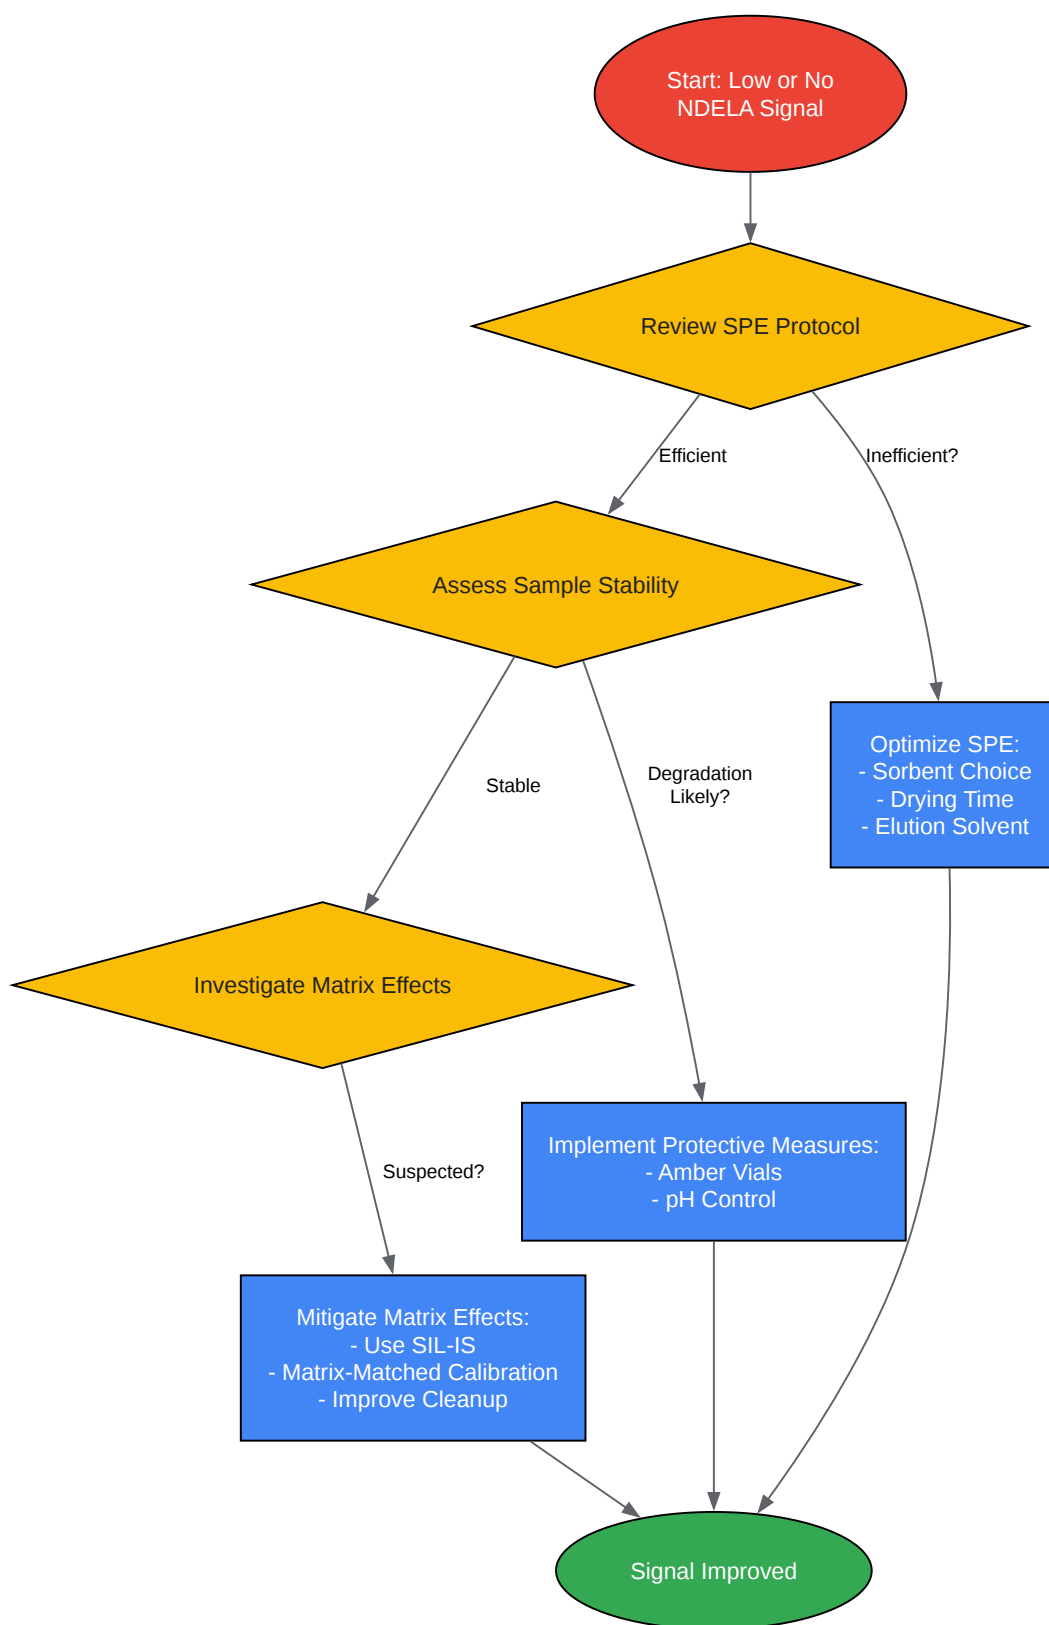 Start: Low or No
NDELA Signal
Review SPE Protocol
Efficient
Inefficient?
Assess Sample Stability
Optimize SPE:
- Sorbent Choice
- Drying Time
- Elution Solvent
Stable
Degradation
Likely?
Investigate Matrix Effects
Implement Protective Measures:
- Amber Vials
- pH Control
Suspected?
Mitigate Matrix Effects:
- Use SIL-IS
- Matrix-Matched Calibration
- Improve Cleanup
Signal Improved